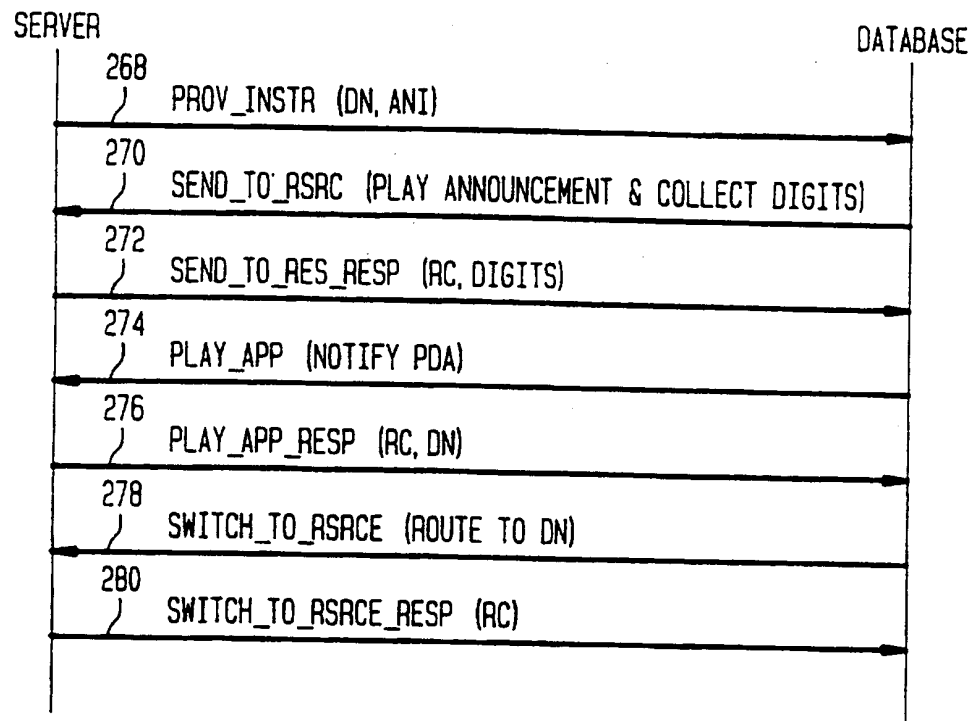 SERVER
DATABASE
268
PROV_INSTR (DN, ANI)
270
SEND_TO_RSRC (PLAY ANNOUNCEMENT & COLLECT DIGITS)
272
SEND_TO_RES_RESP (RC, DIGITS)
274
PLAY_APP (NOTIFY PDA)
276
PLAY_APP_RESP (RC, DN)
278
SWITCH_TO_RSRCE (ROUTE TO DN)
280
SWITCH_TO_RSRCE_RESP (RC)